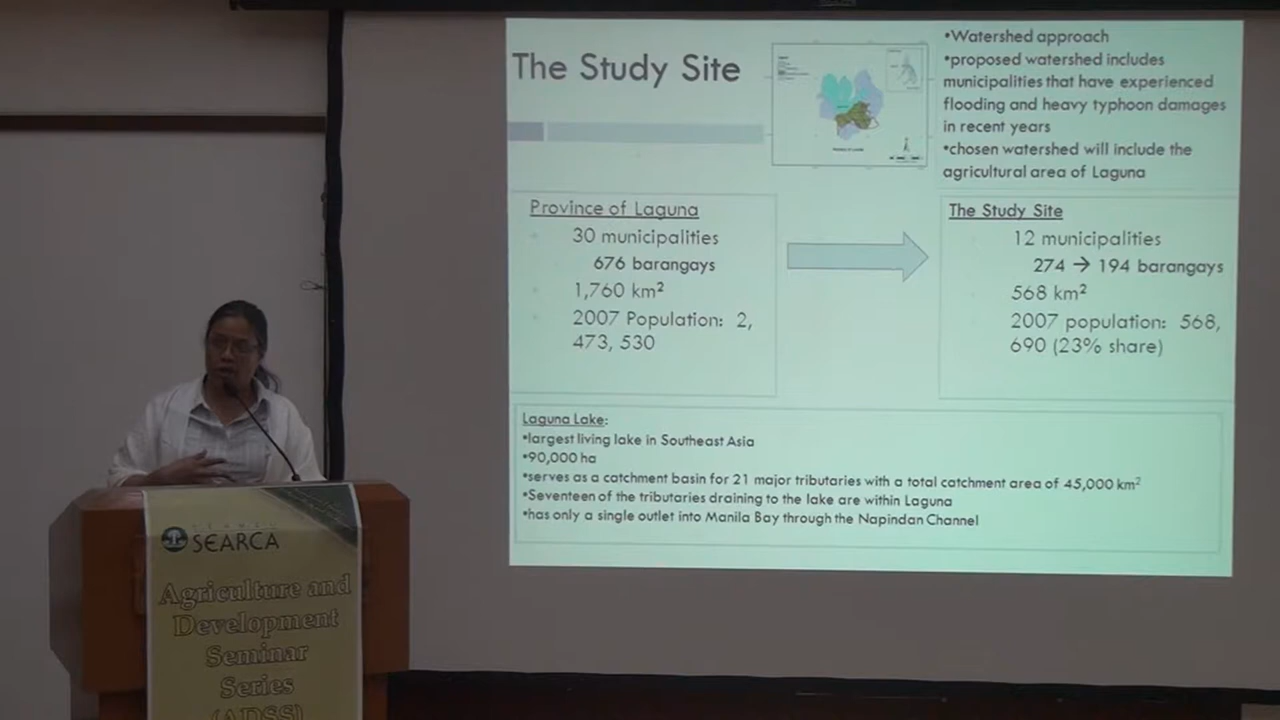 The Study Site
•Watershed approach
•proposed watershed includes
municipalities that have experienced
flooding and heavy typhoon damages
in recent years
•chosen watershed will include the
agricultural area of Laguna
Province of Laguna
30 municipalities
676 barangays
1,760 km²
2007 Population: 2,
473, 530
The Study Site
12 municipalities
274 → 194 barangays
568 km²
2007 population: 568,
690 (23% share)
Laguna Lake:
•largest living lake in Southeast Asia
•90,000 ha
•serves as a catchment basin for 21 major tributaries with a total catchment area of 45,000 km²
•Seventeen of the tributaries draining to the lake are within Laguna
•has only a single outlet into Manila Bay through the Napindan Channel
SEARCA
Agriculture and
Development
Seminar
Series
(ADSS)